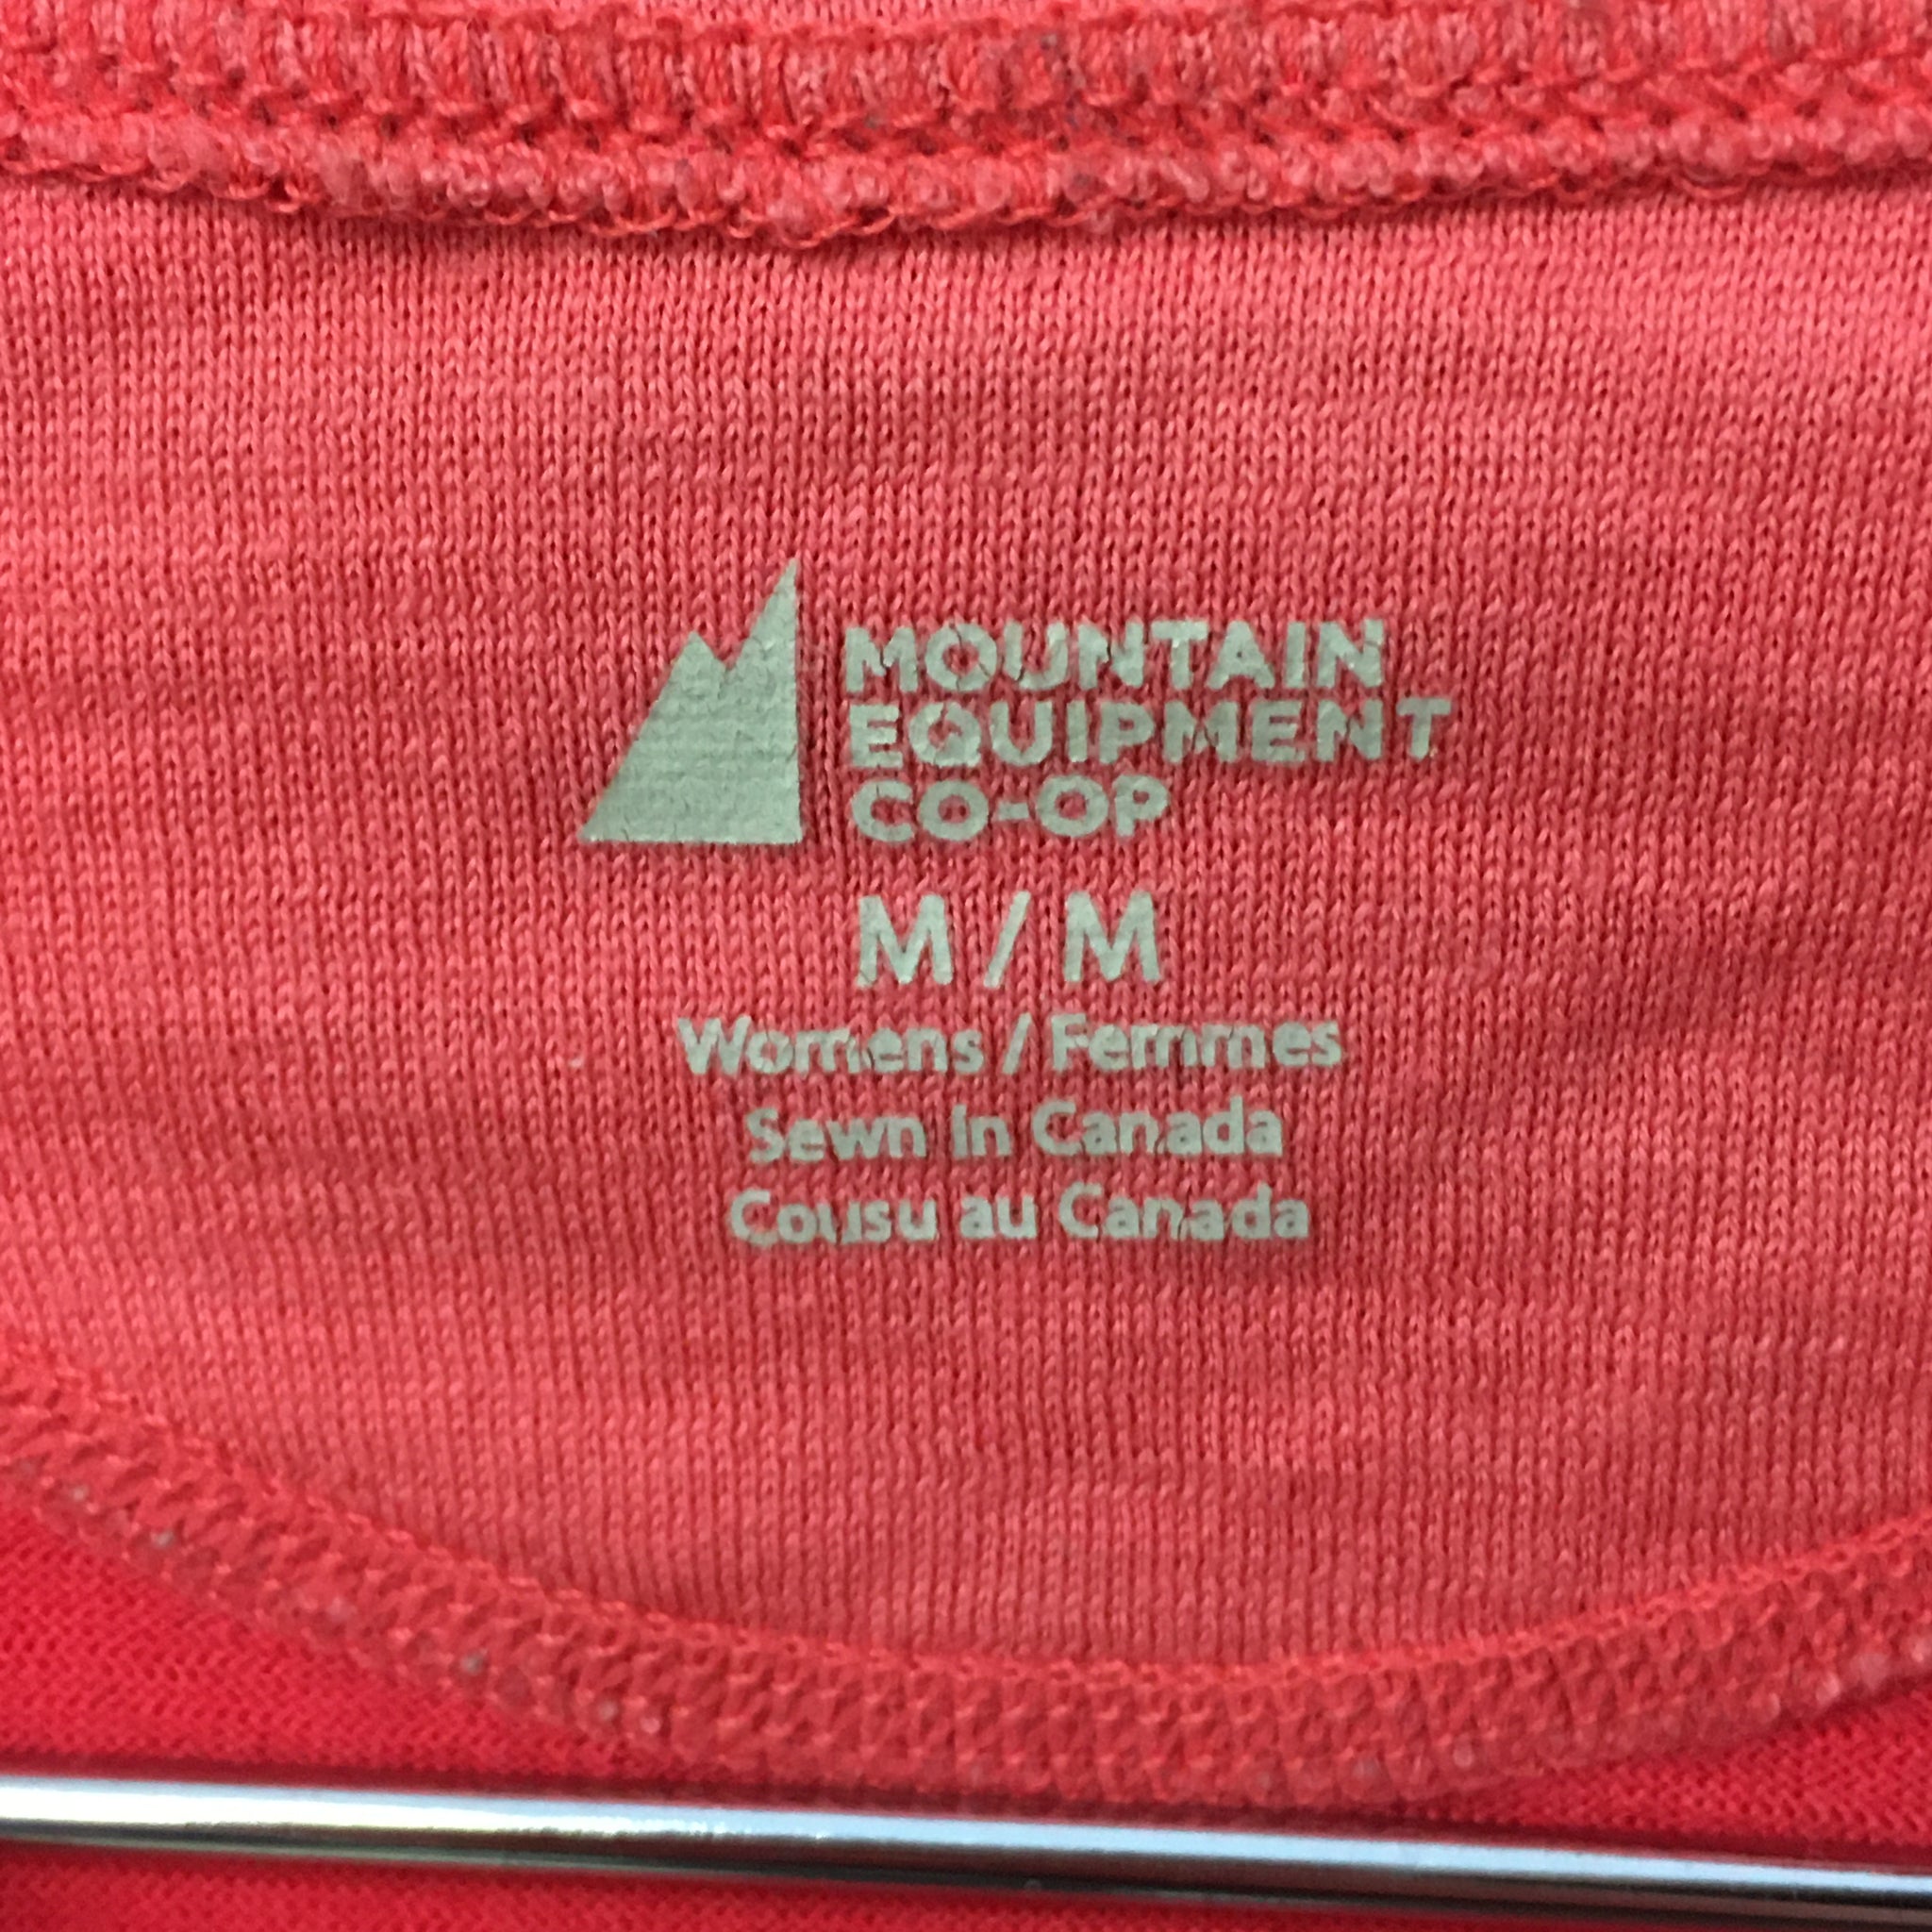 MOUNTAIN
EQUIPMENT
CO-OP
M / M
Womens / Femmes
Sewn in Canada
Cousu au Canada